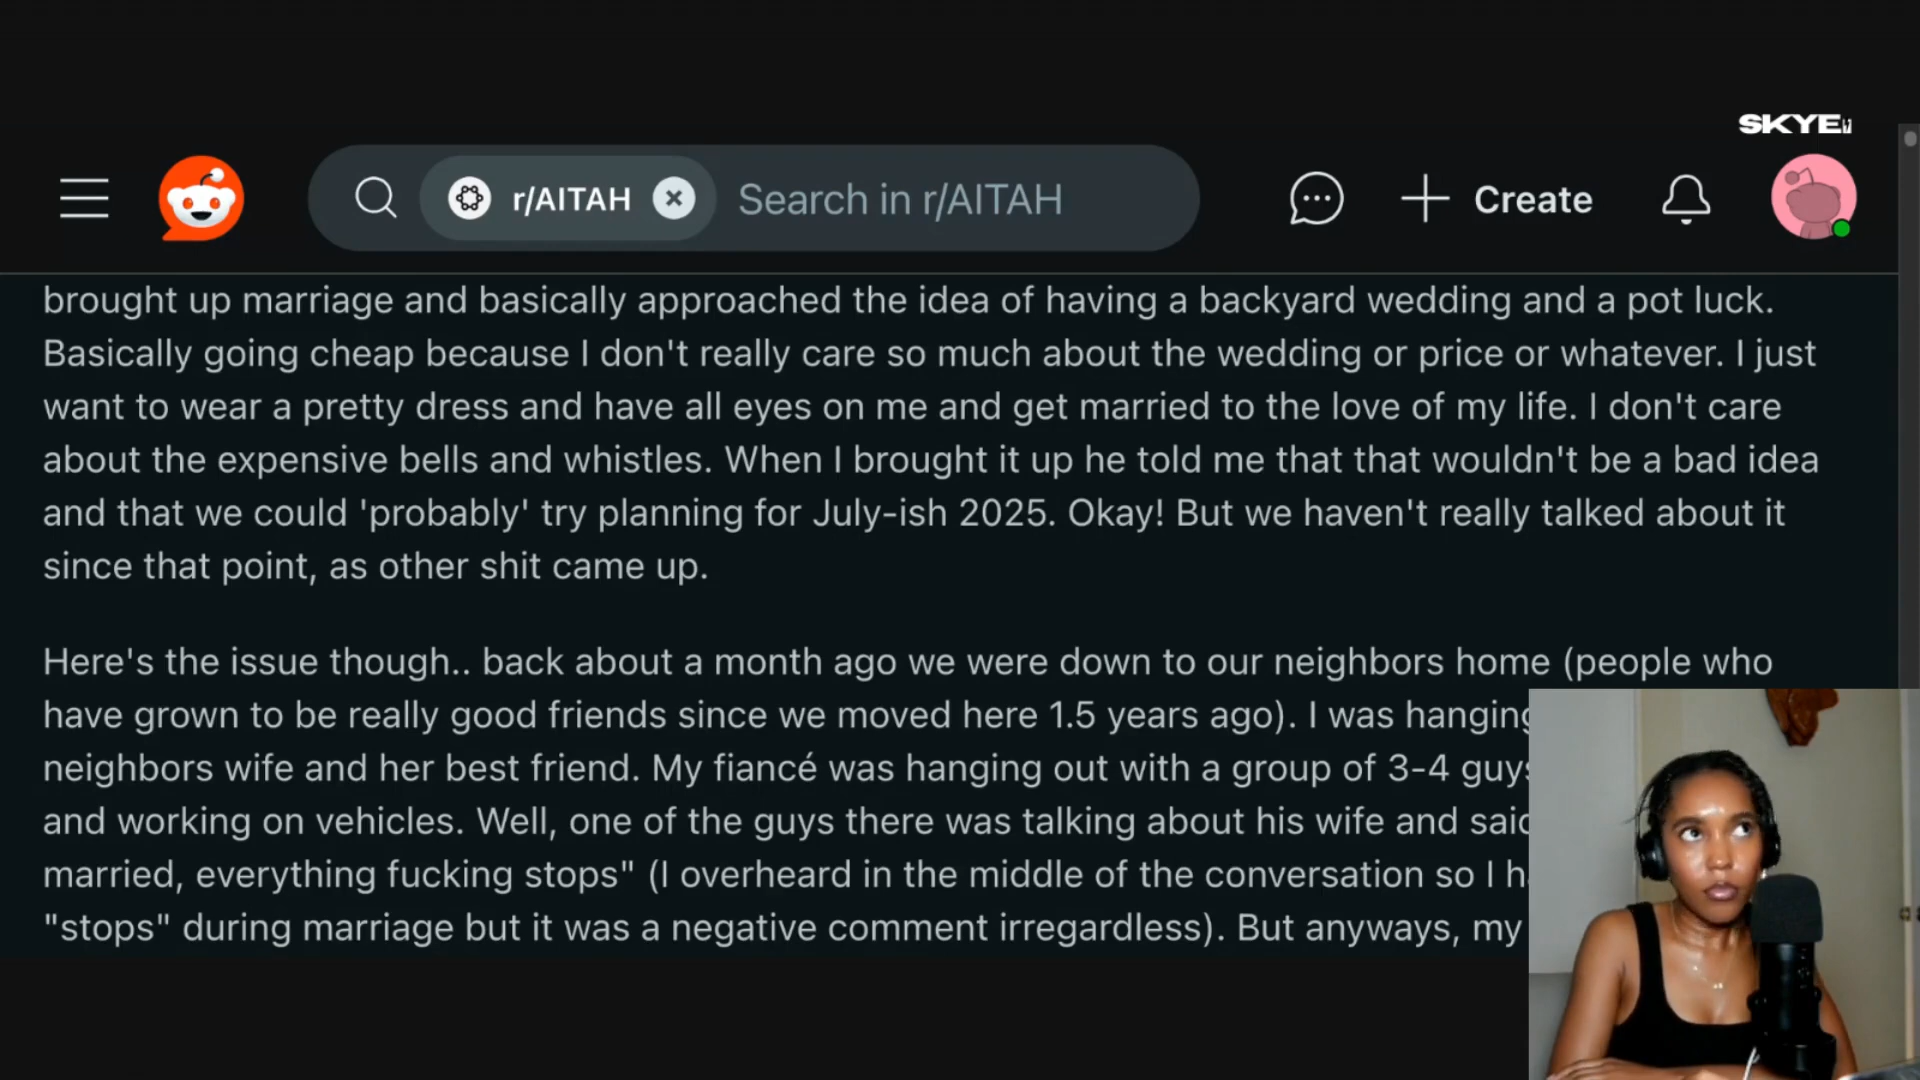 SKYE
r/AITAH
Search in r/AITAH
Create
brought up marriage and basically approached the idea of having a backyard wedding and a pot luck.
Basically going cheap because I don't really care so much about the wedding or price or whatever. I just
want to wear a pretty dress and have all eyes on me and get married to the love of my life. I don't care
about the expensive bells and whistles. When I brought it up he told me that that wouldn't be a bad idea
and that we could 'probably' try planning for July-ish 2025. Okay! But we haven't really talked about it
since that point, as other shit came up.
Here's the issue though.. back about a month ago we were down to our neighbors home (people who
have grown to be really good friends since we moved here 1.5 years ago). I was hanging
neighbors wife and her best friend. My fiancé was hanging out with a group of 3-4 guys
and working on vehicles. Well, one of the guys there was talking about his wife and said
married, everything fucking stops" (I overheard in the middle of the conversation so I
"stops" during marriage but it was a negative comment irregardless). But anyways, my